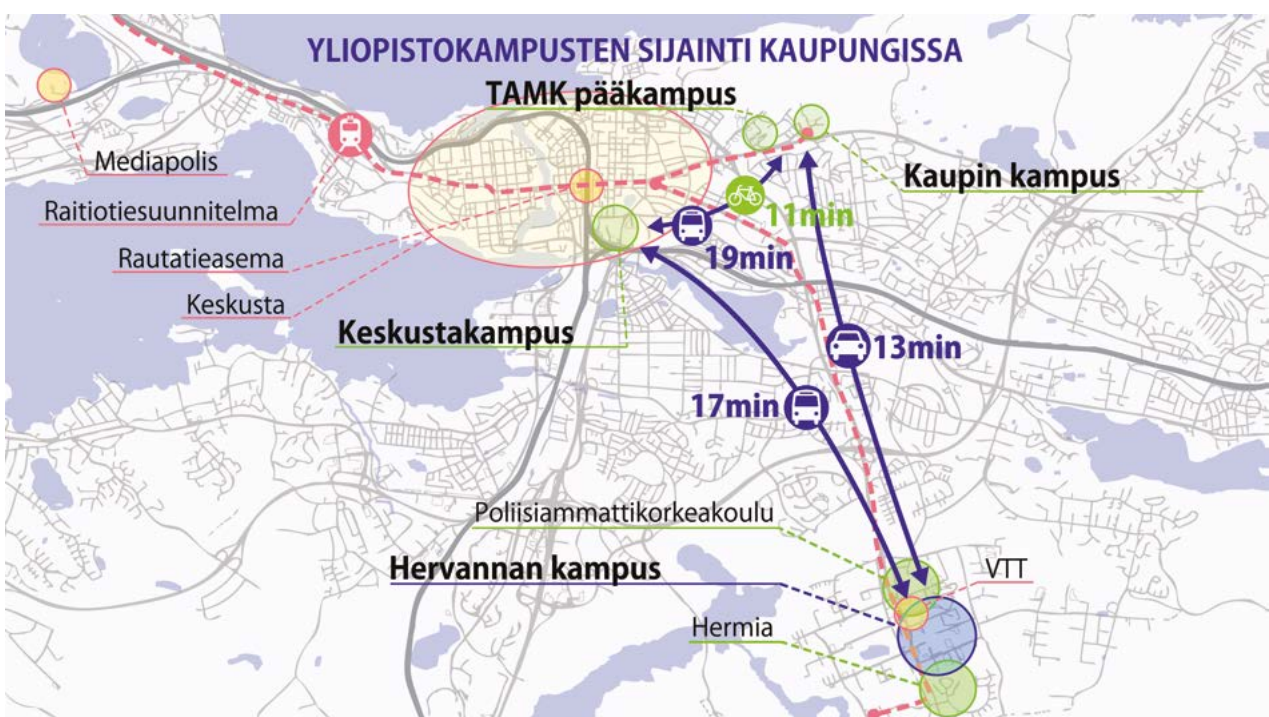 YLIOPISTOKAMPUSTEN SIJAINTI KAUPUNGISSA
TAMK pääkampus
Mediapolis
Kaupin kampus
Raitiotiesuunnitelma
11min
19min
Rautatieasema
Keskusta
Keskustakampus
13min
17min
Poliisiammattikorkeakoulu
Hervannan kampus
VTT
Hermia